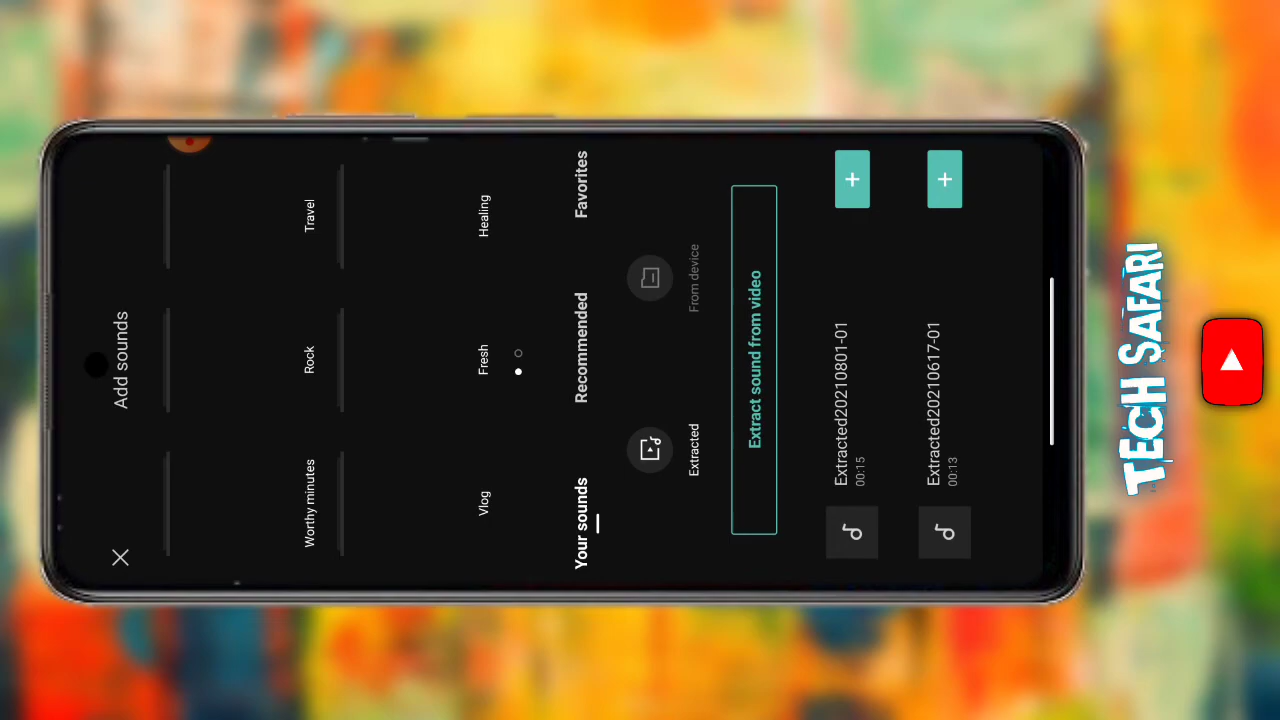 Add sounds
Worthy minutes
Rock
Travel
Vlog
Fresh
Healing
Your sounds
Recommended
Favorites
Extracted
From device
Extract sound from video
Extracted20210801-01
00:15
Extracted20210617-01
00:13
TECH SAFARI